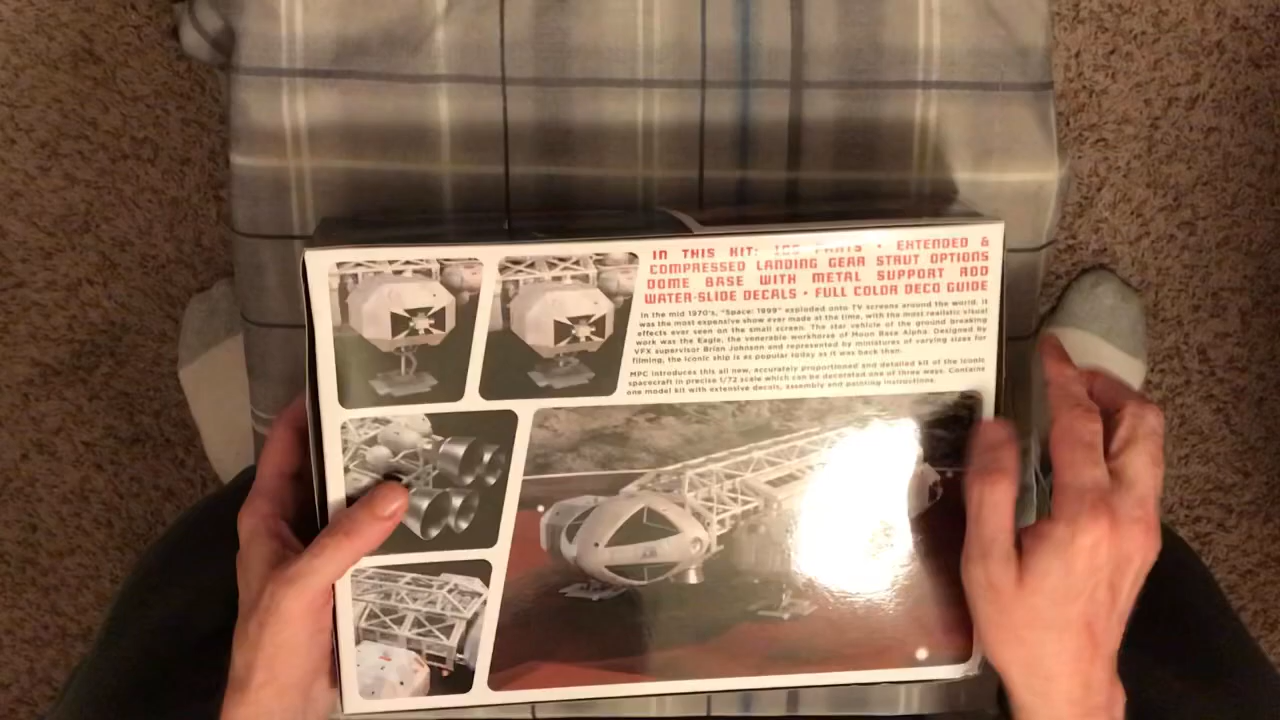 IN THIS KIT: 100 PARTS • EXTENDED &
COMPRESSED LANDING GEAR STRUT OPTIONS
DOME BASE WITH METAL SUPPORT ROD
WATER-SLIDE DECALS • FULL COLOR DECO GUIDE
In the mid 1970's, "Space: 1999" exploded onto TV screens around the world. It
was the most expensive show ever made at the time, with the most realistic visual
effects ever seen on the small screen. The star vehicle of the ground breaking
work was the Eagle, the venerable workhorse of Moon Base Alpha. Designed by
VFX supervisor Brian Johnson and represented by miniatures of varying sizes for
filming, the iconic ship is as popular today as it was back then.
MPC introduces this all new, accurately proportioned and detailed kit of the iconic
spacecraft in precise 1/72 scale which can be decorated one of three ways. Contains
one model kit with extensive decals, assembly and painting instructions.